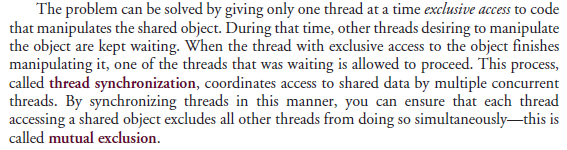 The problem can be solved by giving only one thread at a time exclusive access to code
that manipulates the shared object. During that time, other threads desiring to manipulate
the object are kept waiting. When the thread with exclusive access to the object finishes
manipulating it, one of the threads that was waiting is allowed to proceed. This process,
called thread synchronization, coordinates access to shared data by multiple concurrent
threads. By synchronizing threads in this manner, you can ensure that each thread
accessing a shared object excludes all other threads from doing so simultaneously—this is
called mutual exclusion.